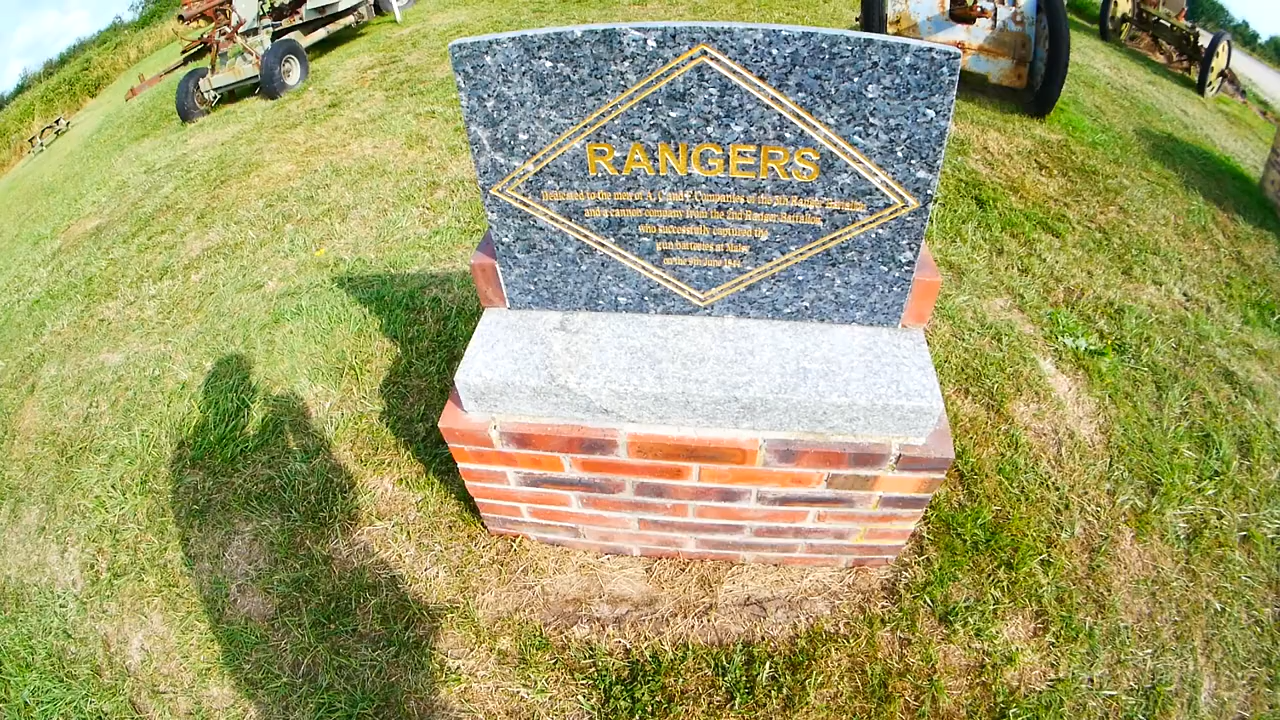 RANGERS
Dedicated to the men of A, C and F Companies of the 5th Ranger Battalion
and a cannon company from the 2nd Ranger Battalion,
who successfully captured the
gun batteries at Maisy
on the 9th June 1944